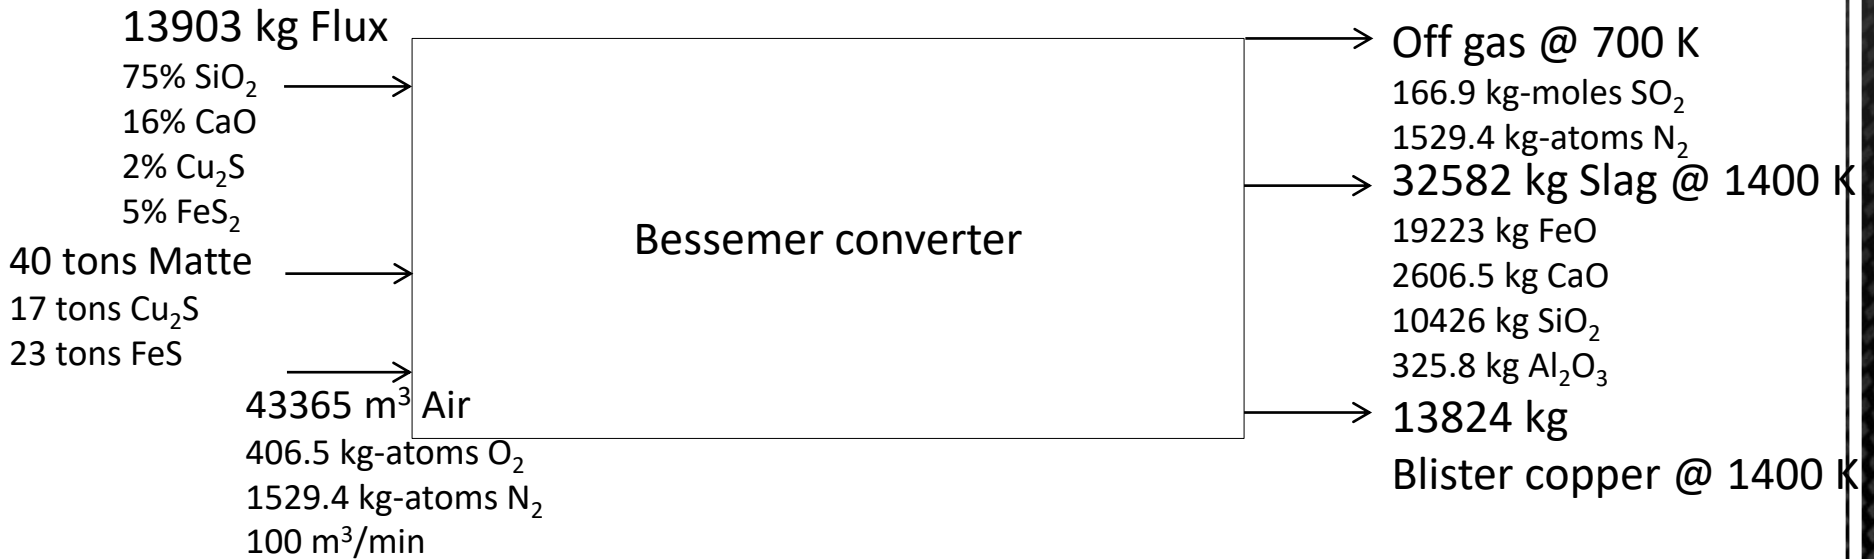 13903 kg Flux
75% SiO₂
16% CaO
2% Cu₂S
5% FeS₂
40 tons Matte
17 tons Cu₂S
23 tons FeS
43365 m³ Air
406.5 kg-atoms O₂
1529.4 kg-atoms N₂
100 m³/min
Bessemer converter
Off gas @ 700 K
166.9 kg-moles SO₂
1529.4 kg-atoms N₂
32582 kg Slag @ 1400 K
19223 kg FeO
2606.5 kg CaO
10426 kg SiO₂
325.8 kg Al₂O₃
13824 kg
Blister copper @ 1400 K